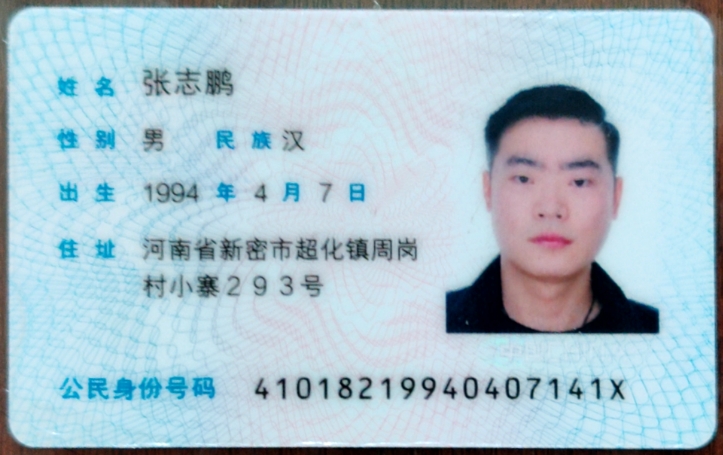 姓名 张志鹏
性别 男 民族 汉
出生 1994 年 4 月 7 日
住址 河南省新密市超化镇周岗
村小寨293号
公民身份号码 41018219940407141X